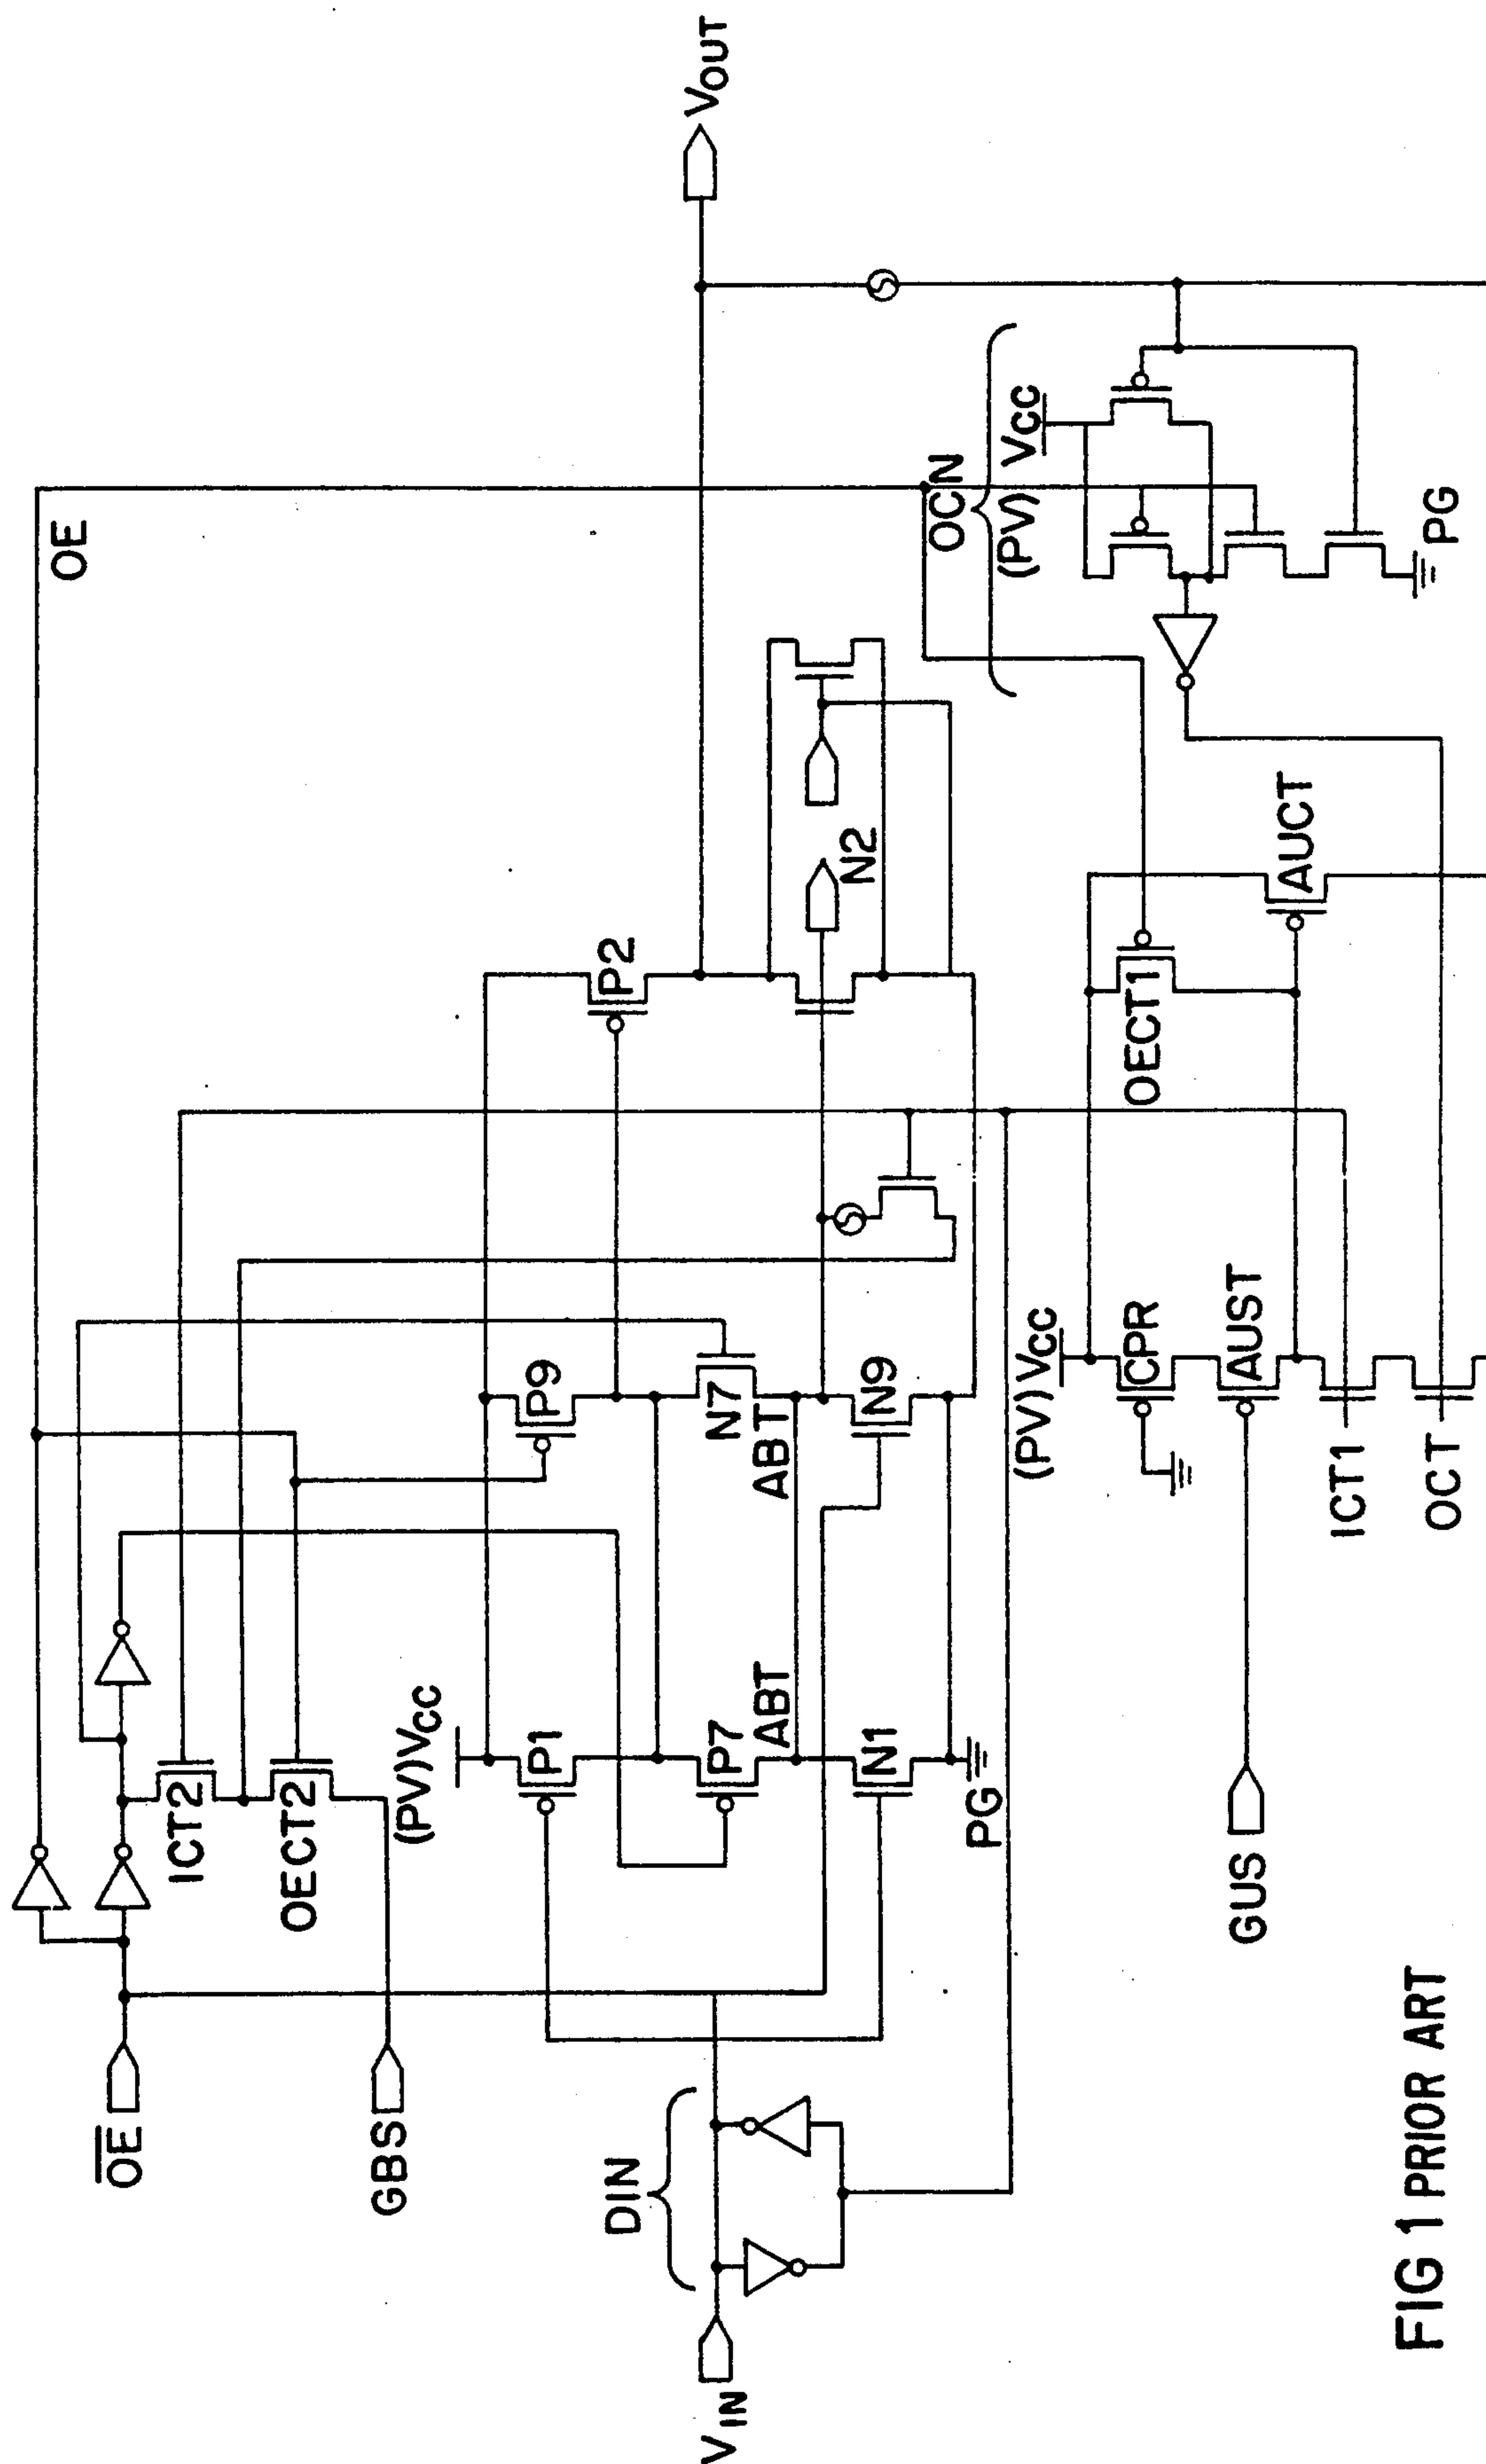 OE
GBS
OE
ICT2
OECT2
DIN
VIN
(PV)VCC
P1
P7
ABT
N1
PG
P9
N7
ABT
N9
P2
N2
VOUT
OCN
(PV) VCC
PG
(PV) VCC
CPR
AUST
ICT1
OCT
GUS
OECT1
AUCT
FIG 1 PRIOR ART